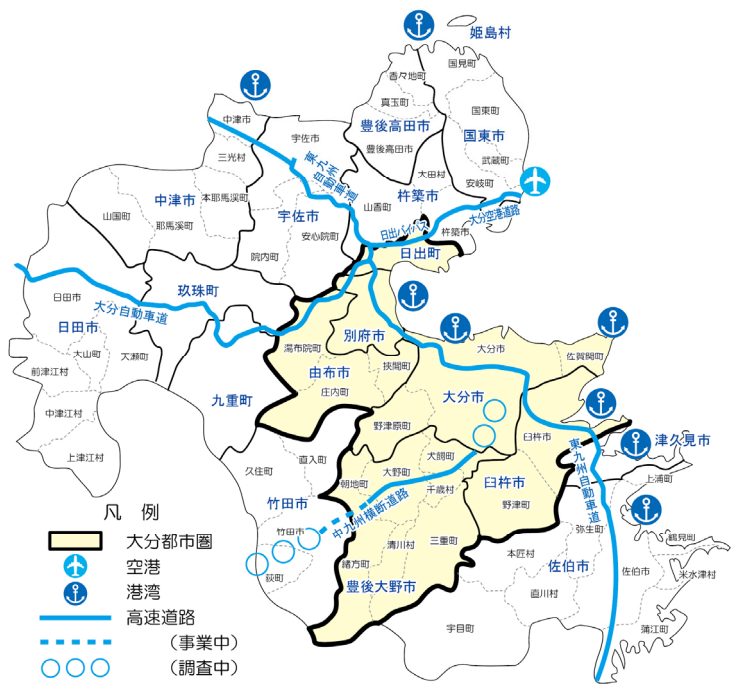 姫島村
国見町
香々地町
真玉町
国東町
中津市
豊後高田市
国東市
宇佐市
豊後高田市
武蔵町
三光村
東九州
自動車道
大田村
安岐町
本耶馬渓町
杵築市
中津市
山香町
山国町
宇佐市
大分空港道路
耶馬渓町
安心院町
日出バイパス
杵築市
院内町
日出町
玖珠町
日田市
大分自動車道
日田市
別府市
湯布院町
大分市
佐賀関町
大山町
天瀬町
挾間町
前津江村
由布市
庄内町
大分市
九重町
中津江村
野津原町
臼杵市
津久見市
上津江村
直入町
犬飼町
久住町
大野町
東九州自動車道
朝地町
千歳村
臼杵市
上浦町
竹田市
野津町
凡 例
中九州横断道路
弥生町
竹田市
大分都市圏
清川村
三重町
鶴見町
本匠村
空港
緒方町
佐伯市
佐伯市
米水津村
荻町
豊後大野市
港湾
直川村
高速道路
宇目町
蒲江町
（事業中）
（調査中）